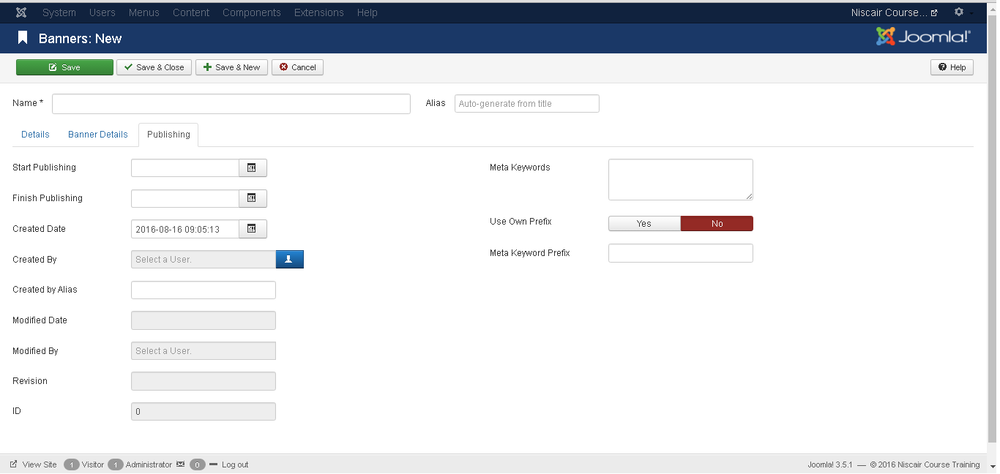 System Users Menus Content Components Extensions Help Niscair Course...
Banners: New Joomla!®
Save Save & Close Save & New Cancel Help
Name * Alias Auto-generate from title
Details Banner Details Publishing
Start Publishing Meta Keywords
Finish Publishing
Created Date 2016-08-16 09:05:13 Use Own Prefix Yes No
Created By Select a User. Meta Keyword Prefix
Created by Alias
Modified Date
Modified By Select a User.
Revision
ID 0
View Site 1 Visitor 1 Administrator 0 Log out Joomla! 3.5.1 — © 2016 Niscair Course Training